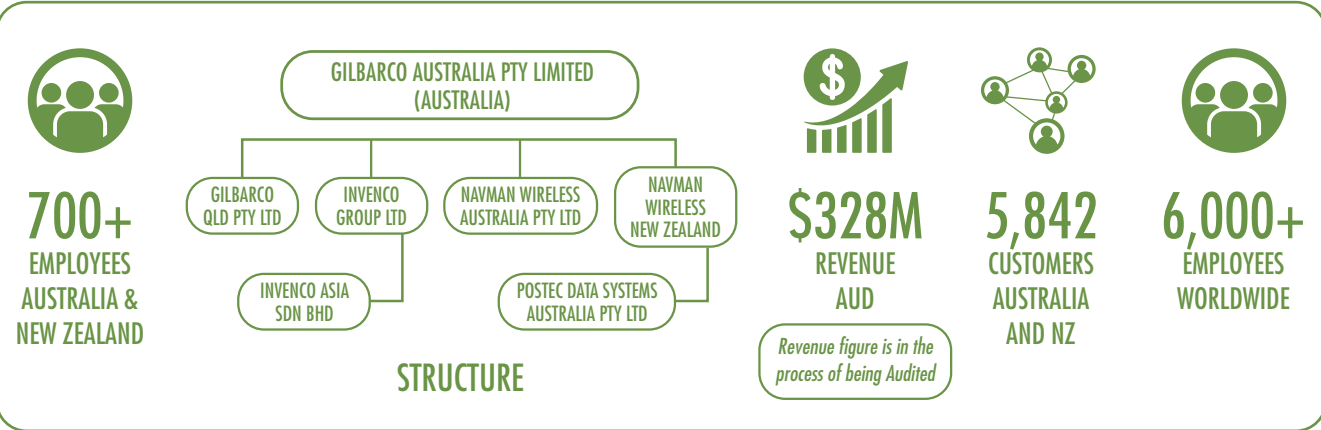 700+
EMPLOYEES
AUSTRALIA &
NEW ZEALAND
GILBARCO AUSTRALIA PTY LIMITED
(AUSTRALIA)
GILBARCO
QLD PTY LTD
INVENCO
GROUP LTD
NAVMAN WIRELESS
AUSTRALIA PTY LTD
NAVMAN
WIRELESS
NEW ZEALAND
INVENCO ASIA
SDN BHD
POSTEC DATA SYSTEMS
AUSTRALIA PTY LTD
STRUCTURE
$
$328M
REVENUE
AUD
Revenue figure is in the
process of being Audited
5,842
CUSTOMERS
AUSTRALIA
AND NZ
6,000+
EMPLOYEES
WORLDWIDE